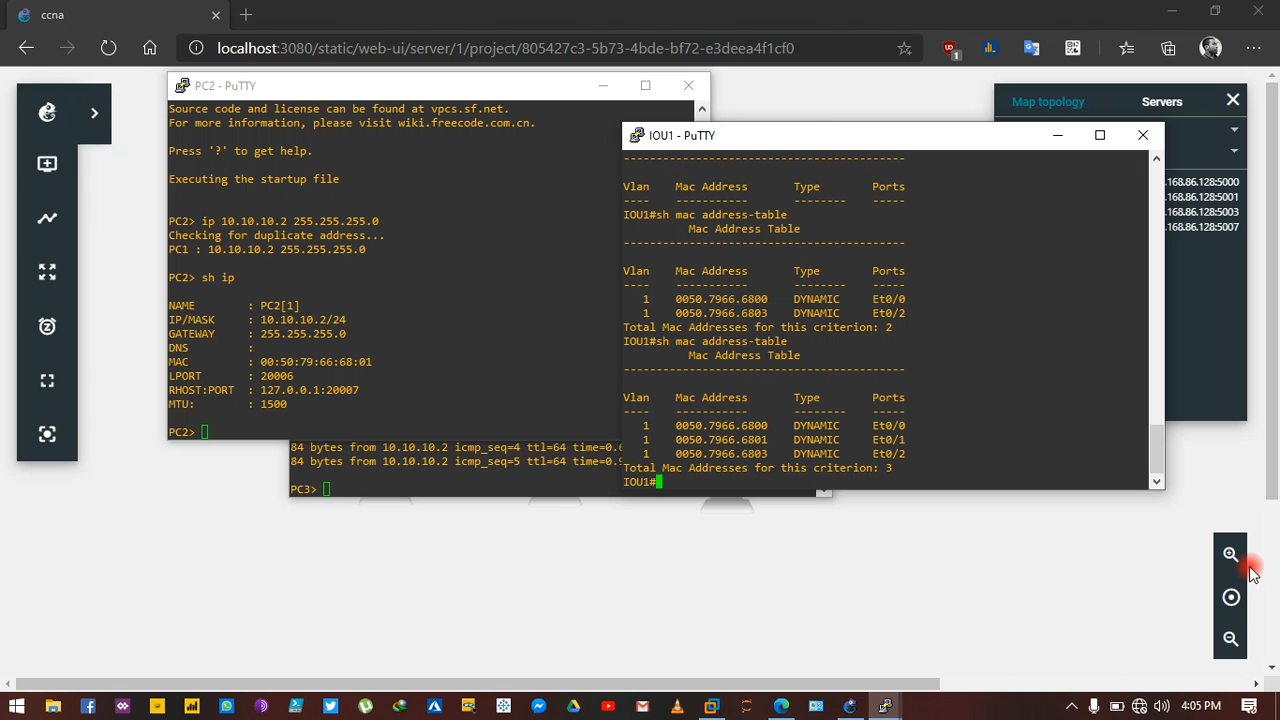 ccna
localhost:3080/static/web-ui/server/1/project/805427c3-5b73-4bde-bf72-e3deea4f1cf0
1
Map topology
Servers
.168.86.128:5000
.168.86.128:5001
.168.86.128:5003
.168.86.128:5007
PC2 - PuTTY
Source code and license can be found at vpcs.sf.net.
For more information, please visit wiki.freecode.com.cn.
Press '?' to get help.
Executing the startup file
PC2> ip 10.10.10.2 255.255.255.0
Checking for duplicate address...
PC1 : 10.10.10.2 255.255.255.0
PC2> sh ip
NAME : PC2[1]
IP/MASK : 10.10.10.2/24
GATEWAY : 255.255.255.0
DNS :
MAC : 00:50:79:66:68:01
LPORT : 20006
RHOST:PORT : 127.0.0.1:20007
MTU: : 1500
PC2>
84 bytes from 10.10.10.2 icmp_seq=4 ttl=64 time=0.
84 bytes from 10.10.10.2 icmp_seq=5 ttl=64 time=0.
PC3>
IOU1 - PuTTY
-------------------------------------------
Vlan Mac Address Type Ports
---- ----------- -------- -----
IOU1#sh mac address-table
Mac Address Table
-------------------------------------------
Vlan Mac Address Type Ports
---- ----------- -------- -----
1 0050.7966.6800 DYNAMIC Et0/0
1 0050.7966.6803 DYNAMIC Et0/2
Total Mac Addresses for this criterion: 2
IOU1#sh mac address-table
Mac Address Table
-------------------------------------------
Vlan Mac Address Type Ports
---- ----------- -------- -----
1 0050.7966.6800 DYNAMIC Et0/0
1 0050.7966.6801 DYNAMIC Et0/1
1 0050.7966.6803 DYNAMIC Et0/2
Total Mac Addresses for this criterion: 3
IOU1#
4:05 PM